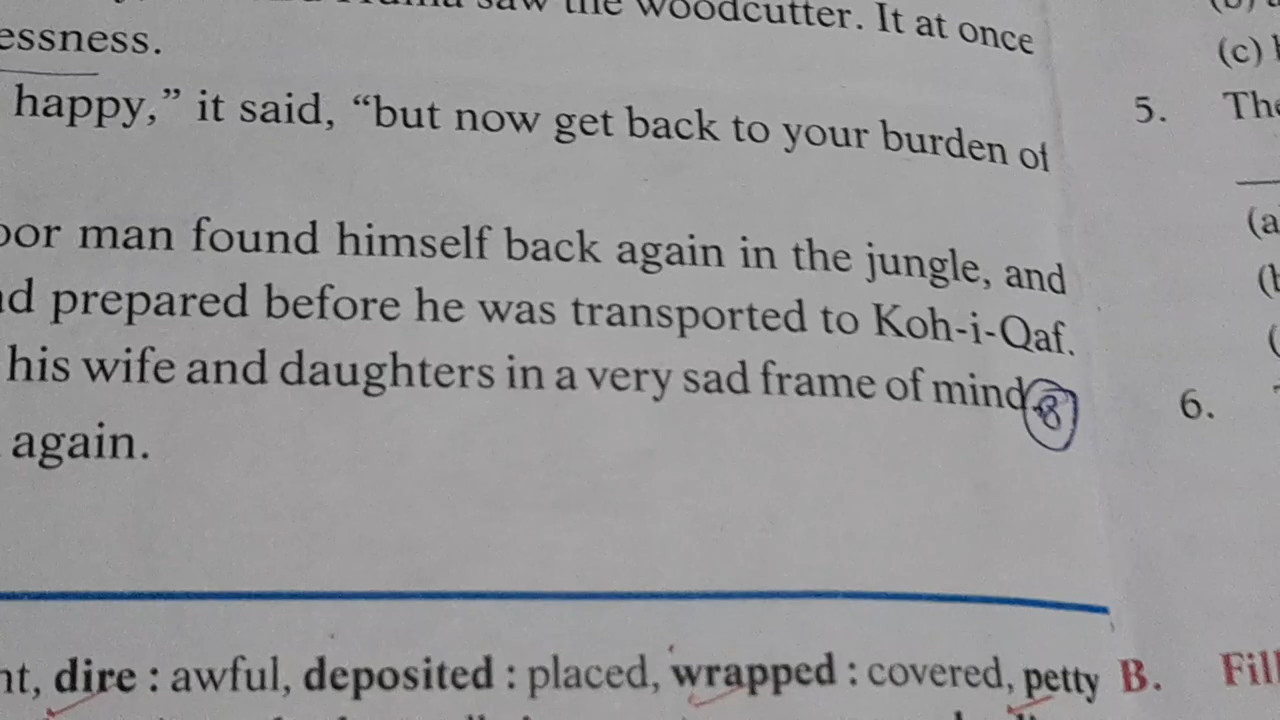 saw the woodcutter. It at once
essness.
happy,” it said, “but now get back to your burden of
oor man found himself back again in the jungle, and
d prepared before he was transported to Koh-i-Qaf.
his wife and daughters in a very sad frame of mind. 8
again.
nt, dire : awful, deposited : placed, wrapped : covered, petty
(c)
5. The
(a
6.
B. Fill